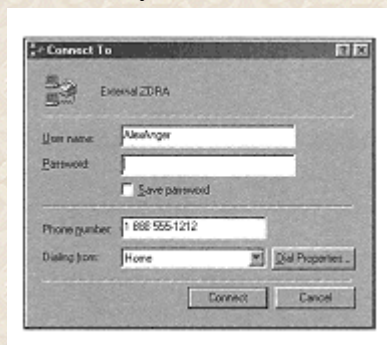 Connect To
External ZDRA
User name: AlexAnger
Password:
Save password
Phone number: 1 888 555-1212
Dialing from: Home Dial Properties...
Connect Cancel